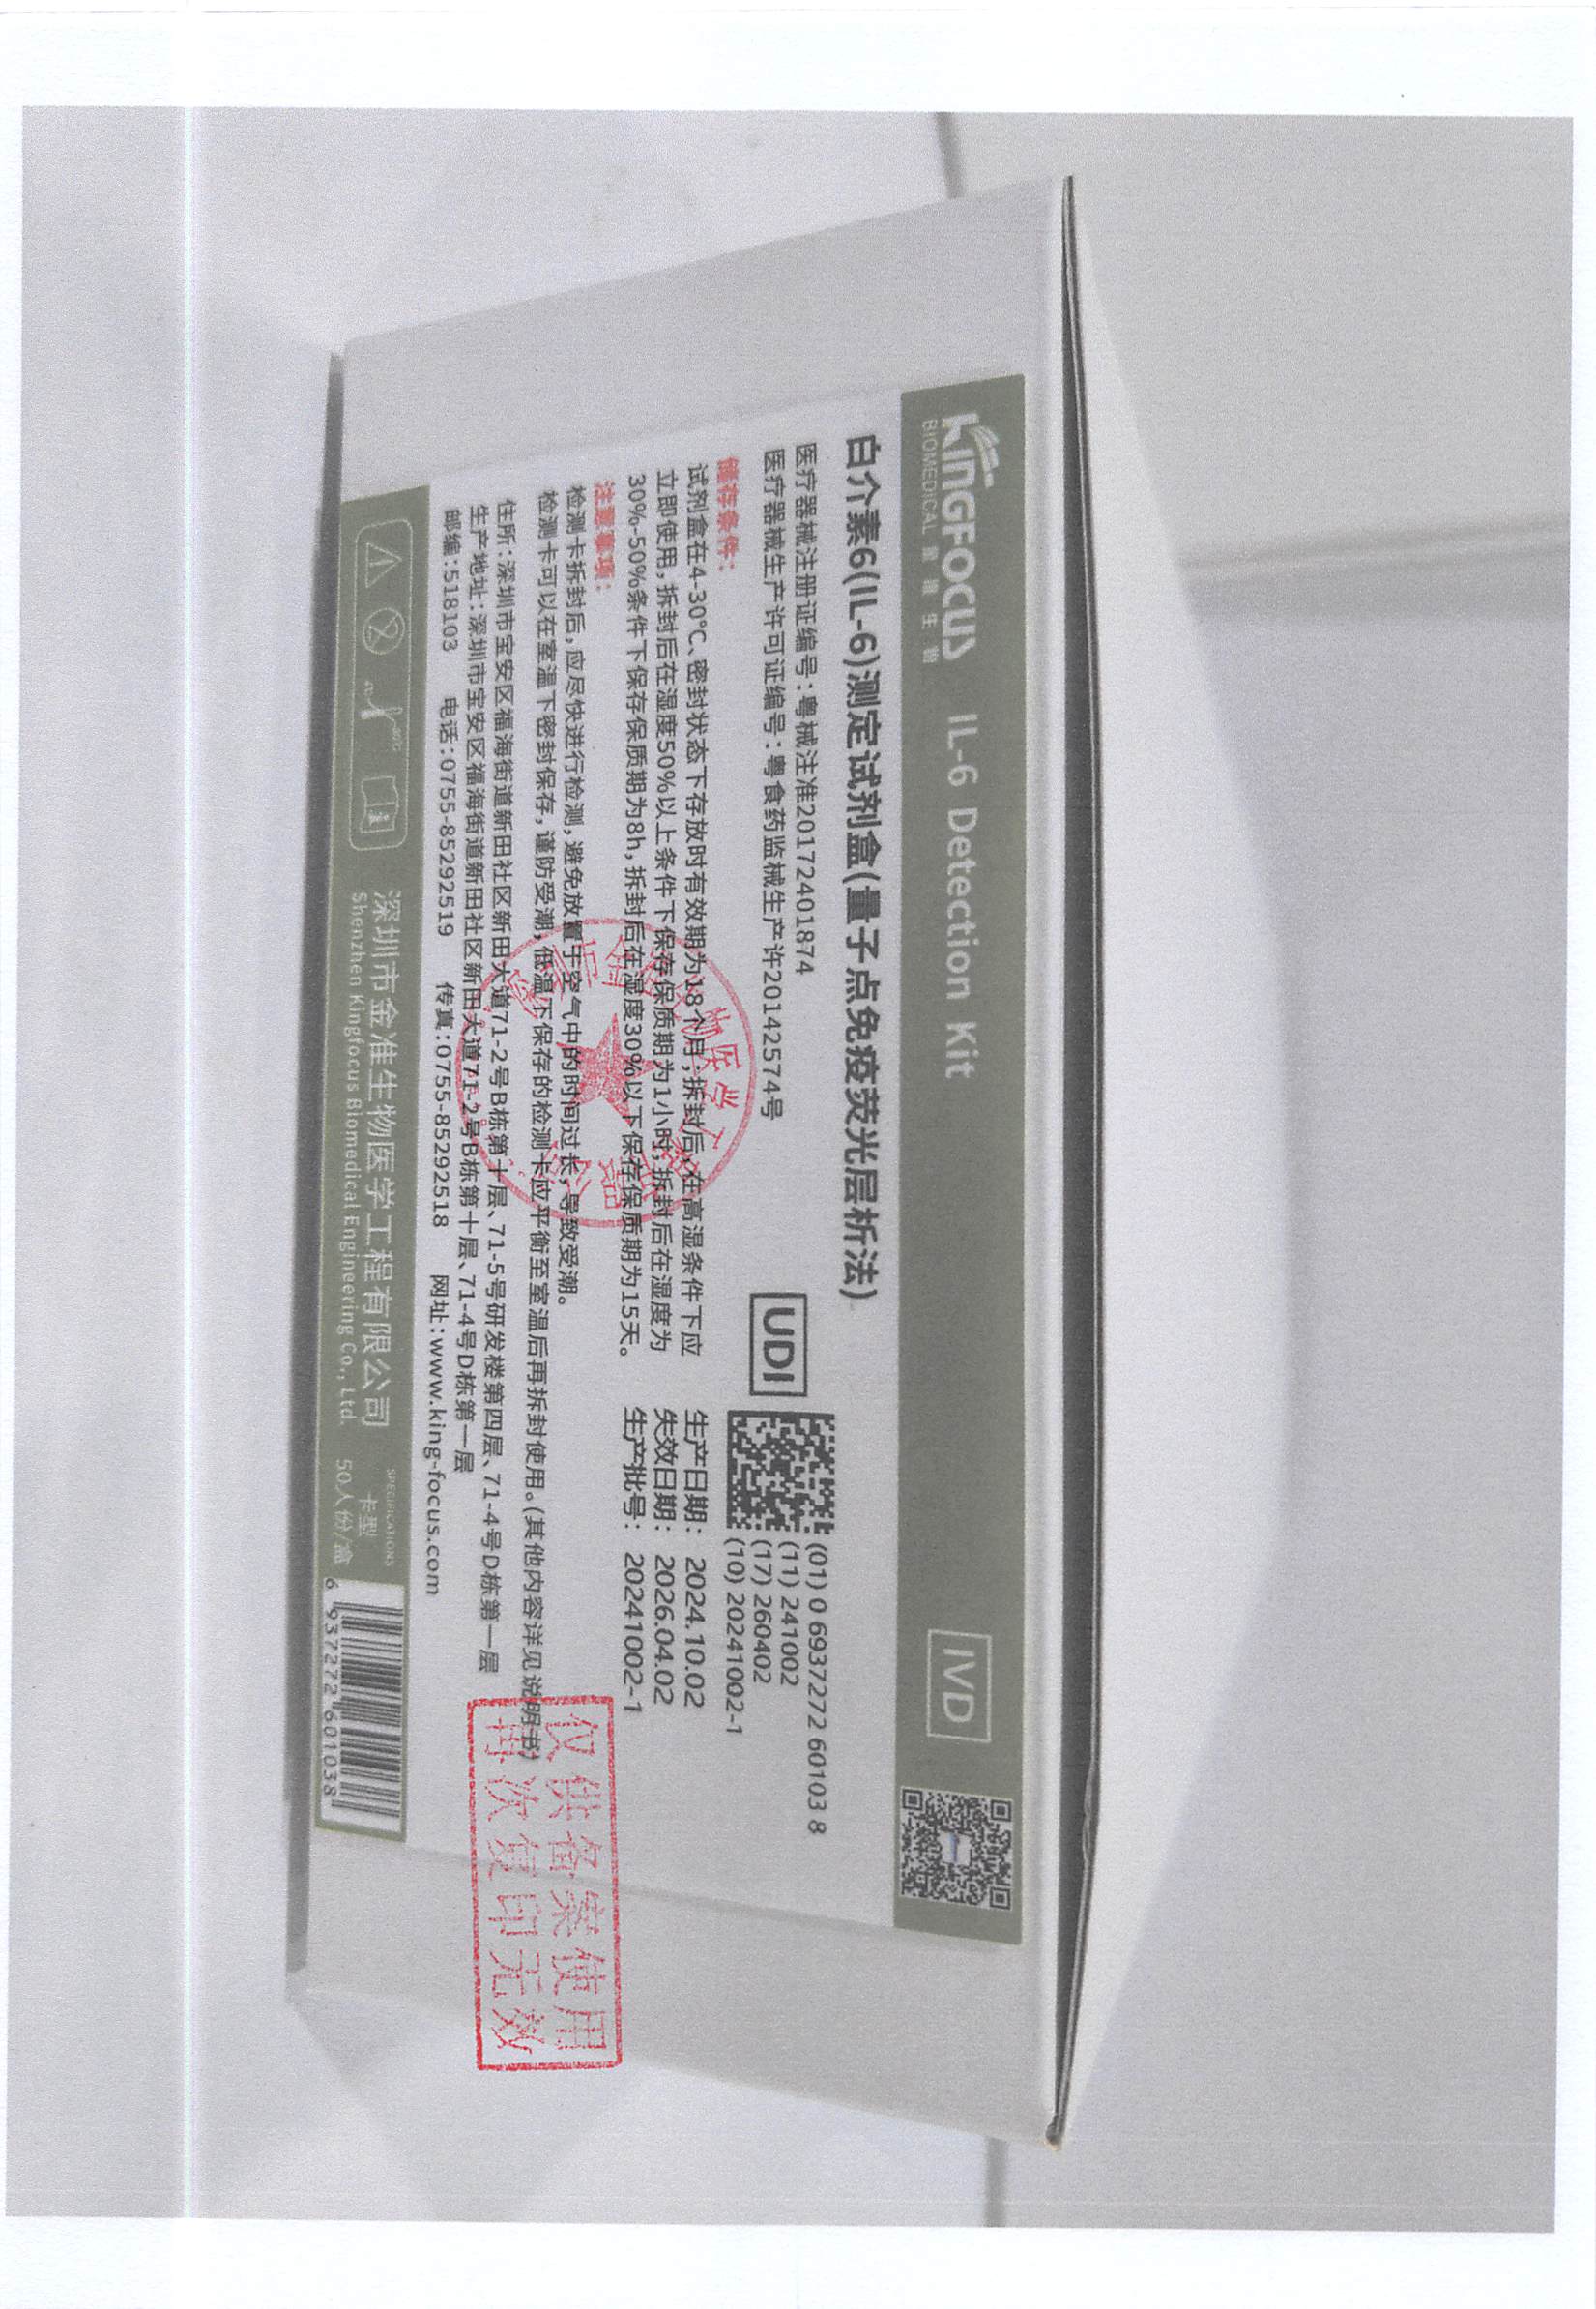 KINGFOCUS
BIOMEDICAL 金准生物
IL-6 Detection Kit
IVD
白介素6(IL-6)测定试剂盒(量子点免疫荧光层析法)
医疗器械注册证编号:粤械注准20172401874
医疗器械生产许可证编号:粤食药监械生产许20142574号
UDI
(01) 0 6937272 60103 8
(11) 241002
(17) 260402
(10) 20241002-1
储存条件:
试剂盒在4-30℃、密封状态下存放时有效期为18个月;拆封后,在高湿条件下应
立即使用,拆封后在湿度50%以上条件下保存保质期为1小时;拆封后在湿度为
30%-50%条件下保存保质期为8h,拆封后在湿度30%以下保存保质期为15天。
生产日期: 2024.10.02
失效日期: 2026.04.02
生产批号: 20241002-1
注意事项:
检测卡拆封后,应尽快进行检测,避免放置于空气中的时间过长,导致受潮。
检测卡可以在室温下密封保存,谨防受潮,低温下保存的检测卡应平衡至室温后再拆封使用。(其他内容详见说明书)
住所:深圳市宝安区福海街道新田社区新田大道71-2号B栋第十层、71-5号研发楼第四层、71-4号D栋第一层
生产地址:深圳市宝安区福海街道新田社区新田大道71-2号B栋第十层、71-4号D栋第一层
邮编:518103 电话:0755-85292519 传真:0755-85292518 网址:www.king-focus.com
深圳市金准生物医学工程有限公司
Shenzhen Kingfocus Biomedical Engineering Co., Ltd.
SPECIFICATIONS
卡型
50人份/盒
6 937272 601038
仅供备案使用
再次复印无效